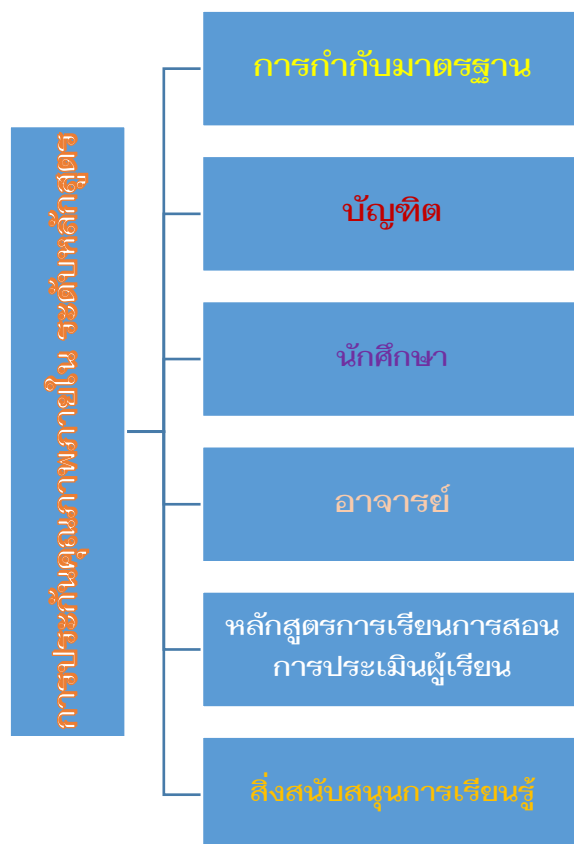 การประกันคุณภาพภายใน ระดับหลักสูตร
การกำกับมาตรฐาน
บัญฑิต
นักศึกษา
อาจารย์
หลักสูตรการเรียนการสอน
การประเมินผู้เรียน
สิ่งสนับสนุนการเรียนรู้